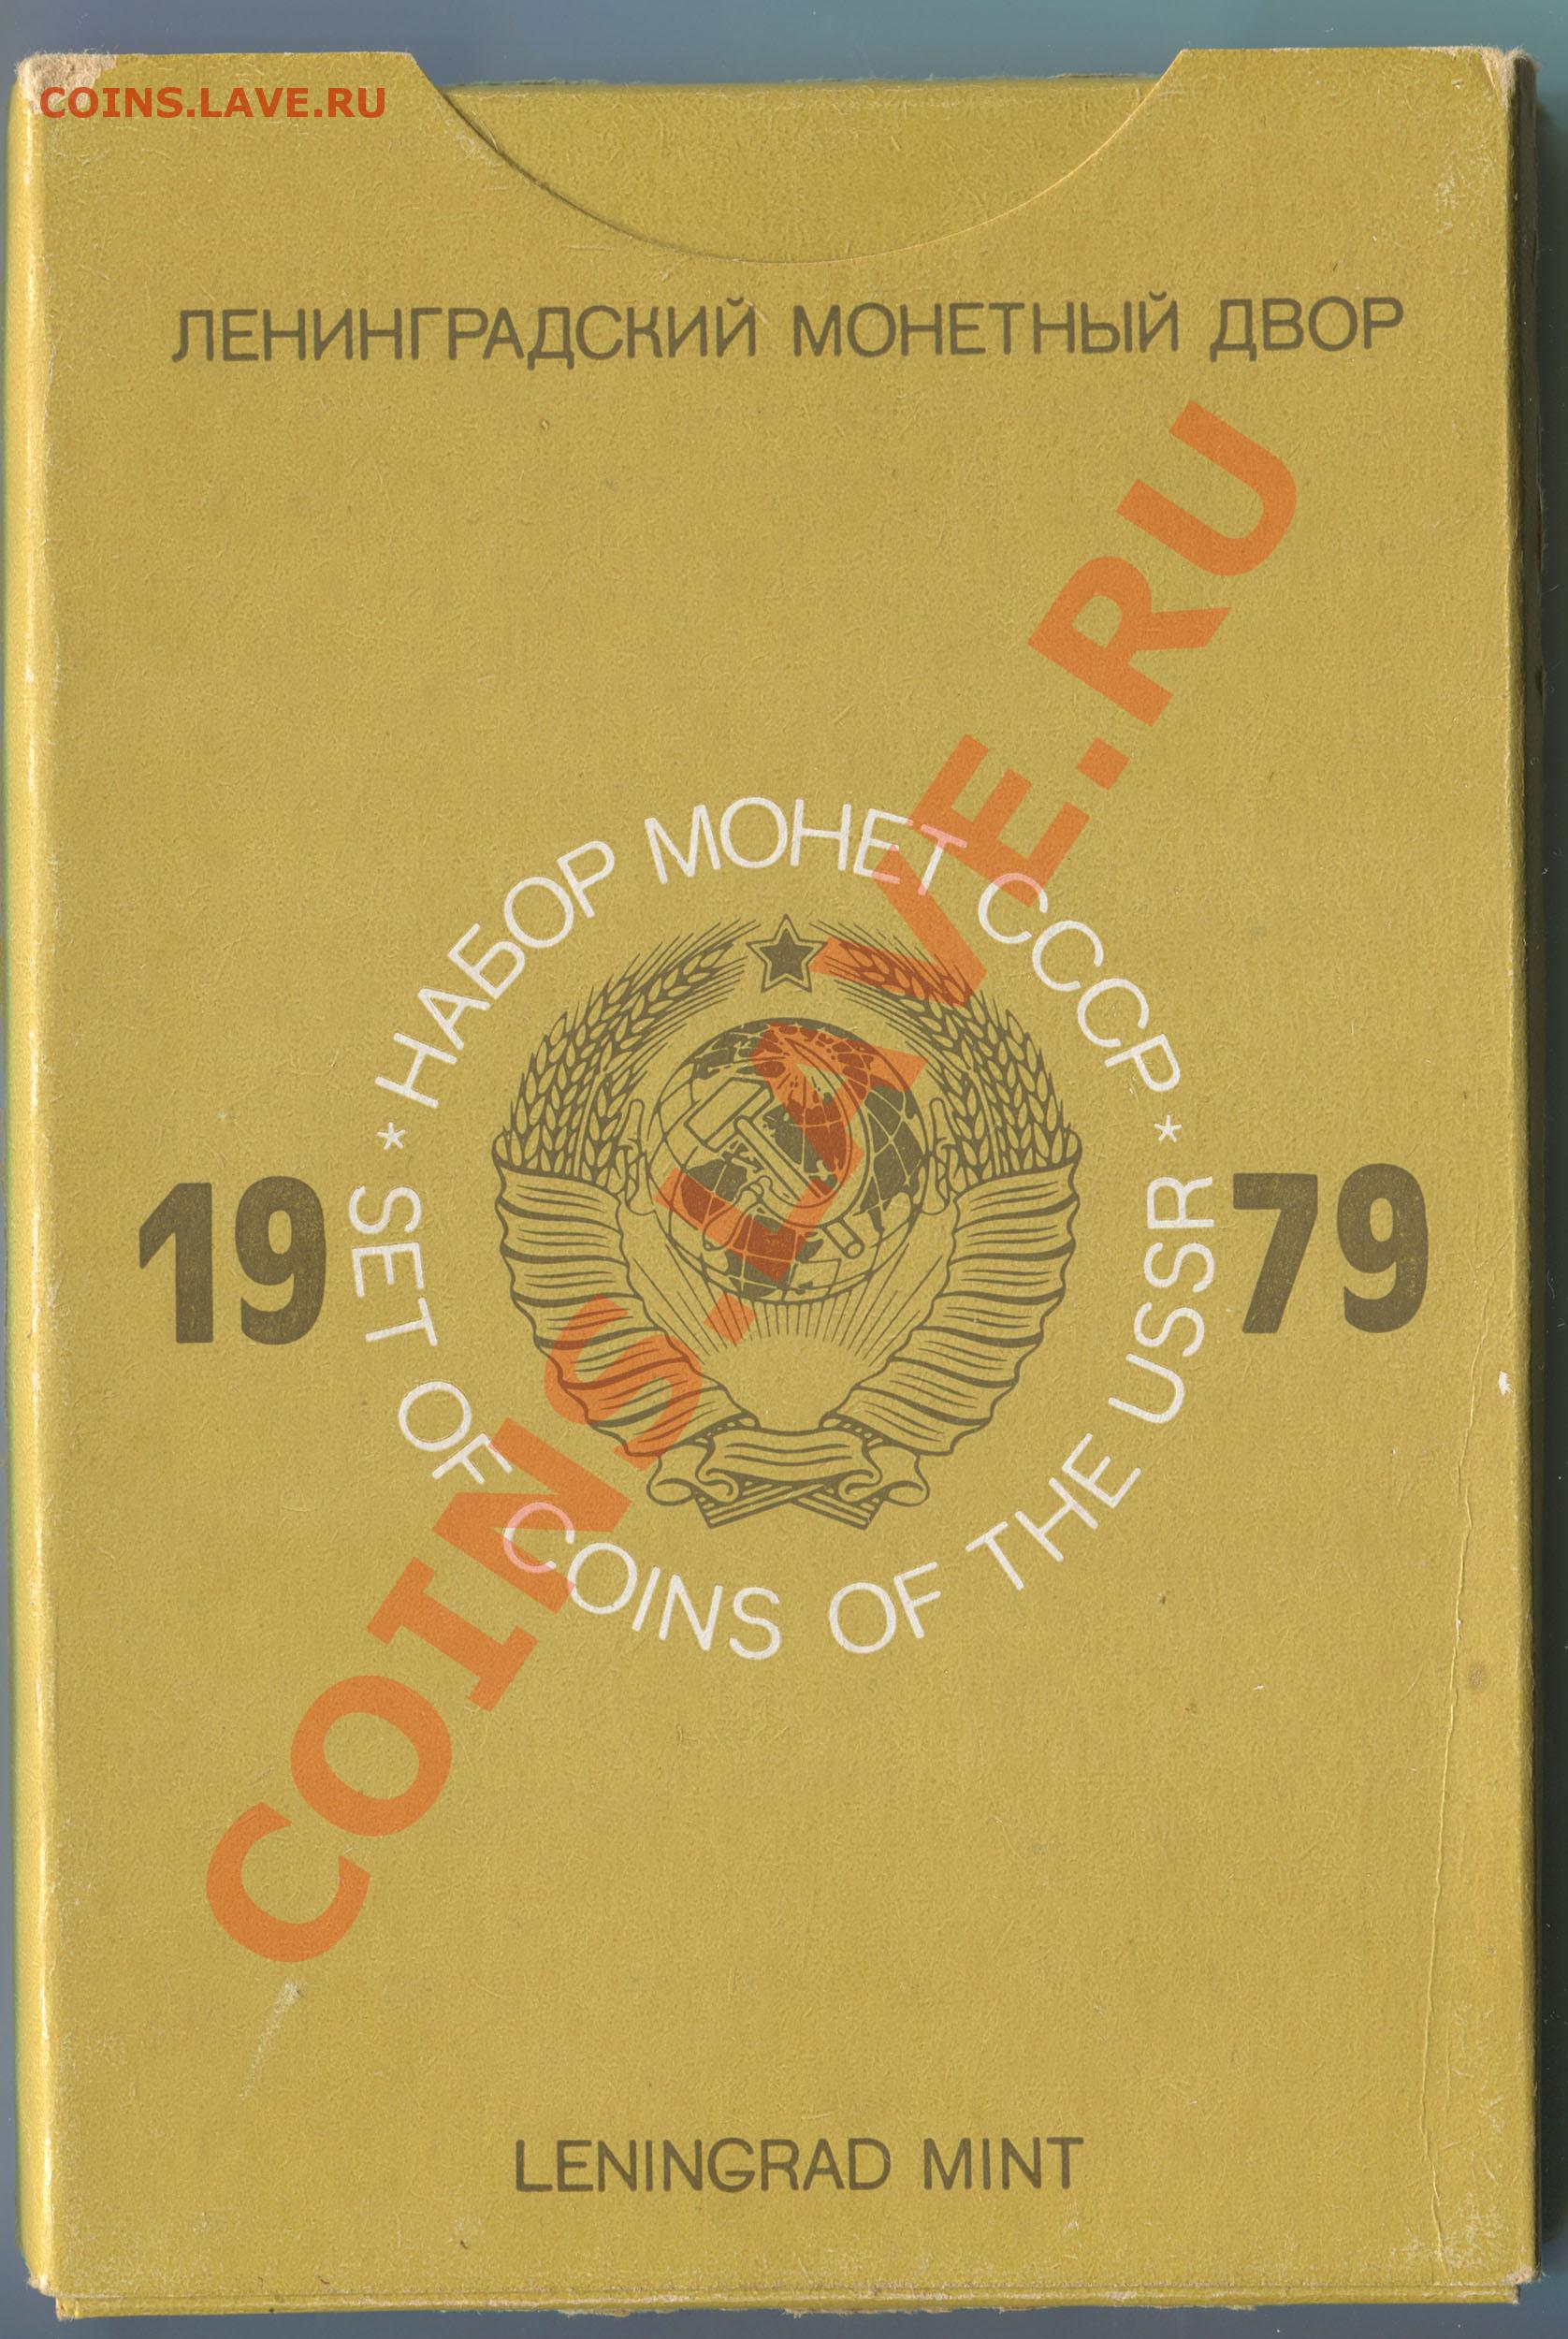 COINS.LAVE.RU
ЛЕНИНГРАДСКИЙ МОНЕТНЫЙ ДВОР
* НАБОР МОНЕТ СССР *
19 79
SET OF COINS OF THE USSR
COINS.LAVE.RU
LENINGRAD MINT